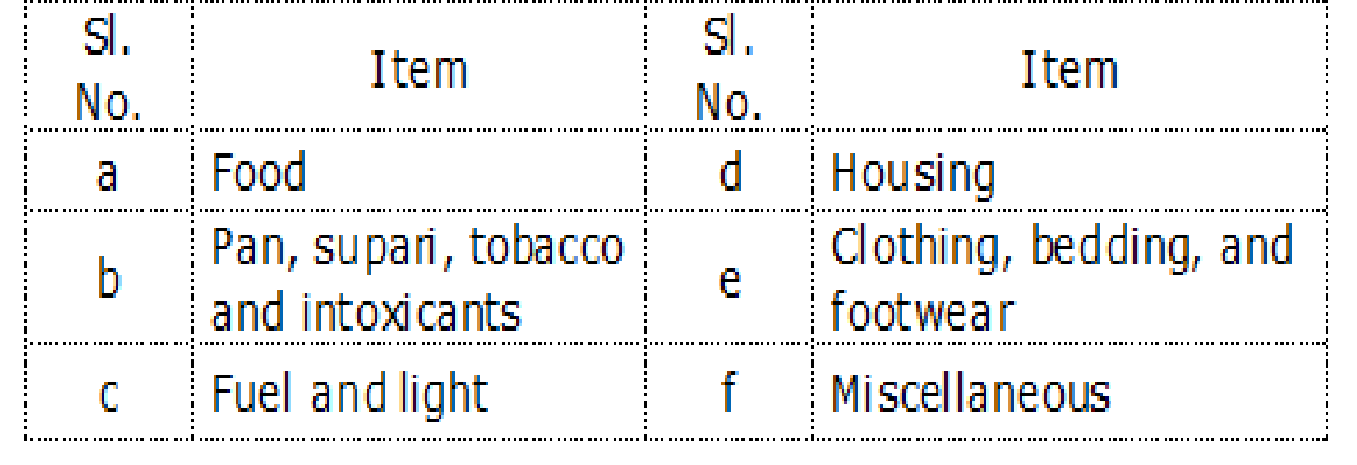 Sl. No. Item Sl. No. Item
a Food d Housing
b Pan, supari, tobacco and intoxicants e Clothing, bedding, and footwear
c Fuel and light f Miscellaneous